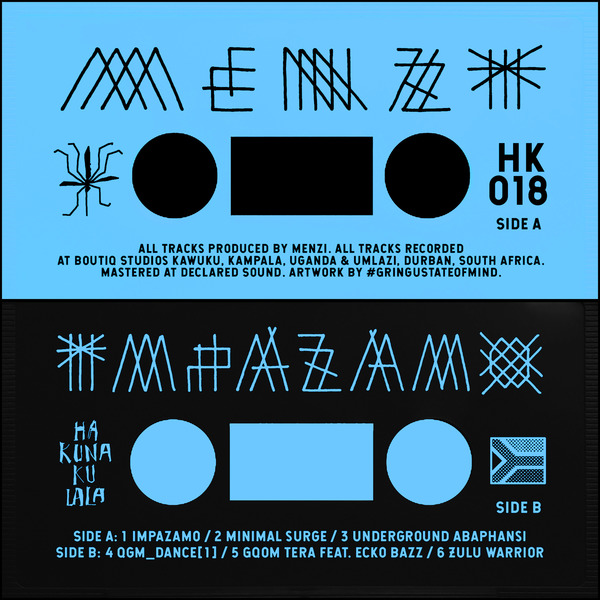 MENZI
HK
018
SIDE A
ALL TRACKS PRODUCED BY MENZI. ALL TRACKS RECORDED
AT BOUTIQ STUDIOS KAWUKU, KAMPALA, UGANDA & UMLAZI, DURBAN, SOUTH AFRICA.
MASTERED AT DECLARED SOUND. ARTWORK BY #GRINGUSTATEOFMIND.
IMPAZAMO
HA
KUNA
KU
LALA
SIDE B
SIDE A: 1 IMPAZAMO / 2 MINIMAL SURGE / 3 UNDERGROUND ABAPHANSI
SIDE B: 4 QGM_DANCE[1] / 5 GQOM TERA FEAT. ECKO BAZZ / 6 ƵULU WARRIOR